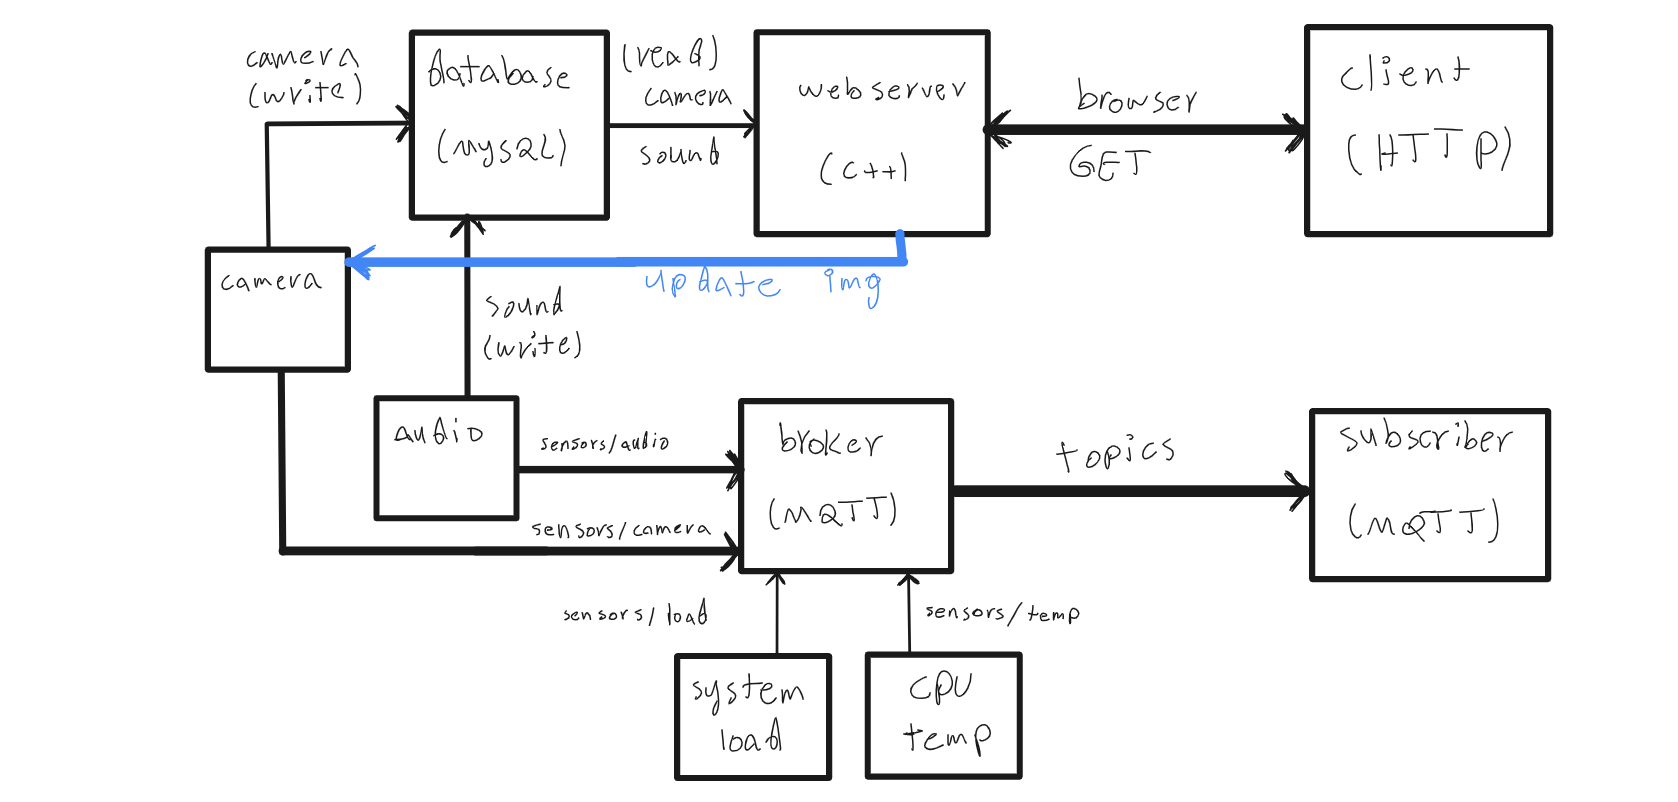 camera
(write)
database
(MySQL)
(read)
camera
sound
webserver
(C++)
browser
GET
client
(HTTP)
camera
update img
sound
(write)
audio
sensors/audio
sensors/camera
broker
(MQTT)
topics
subscriber
(MQTT)
sensors/load
sensors/temp
system
load
CPU
temp